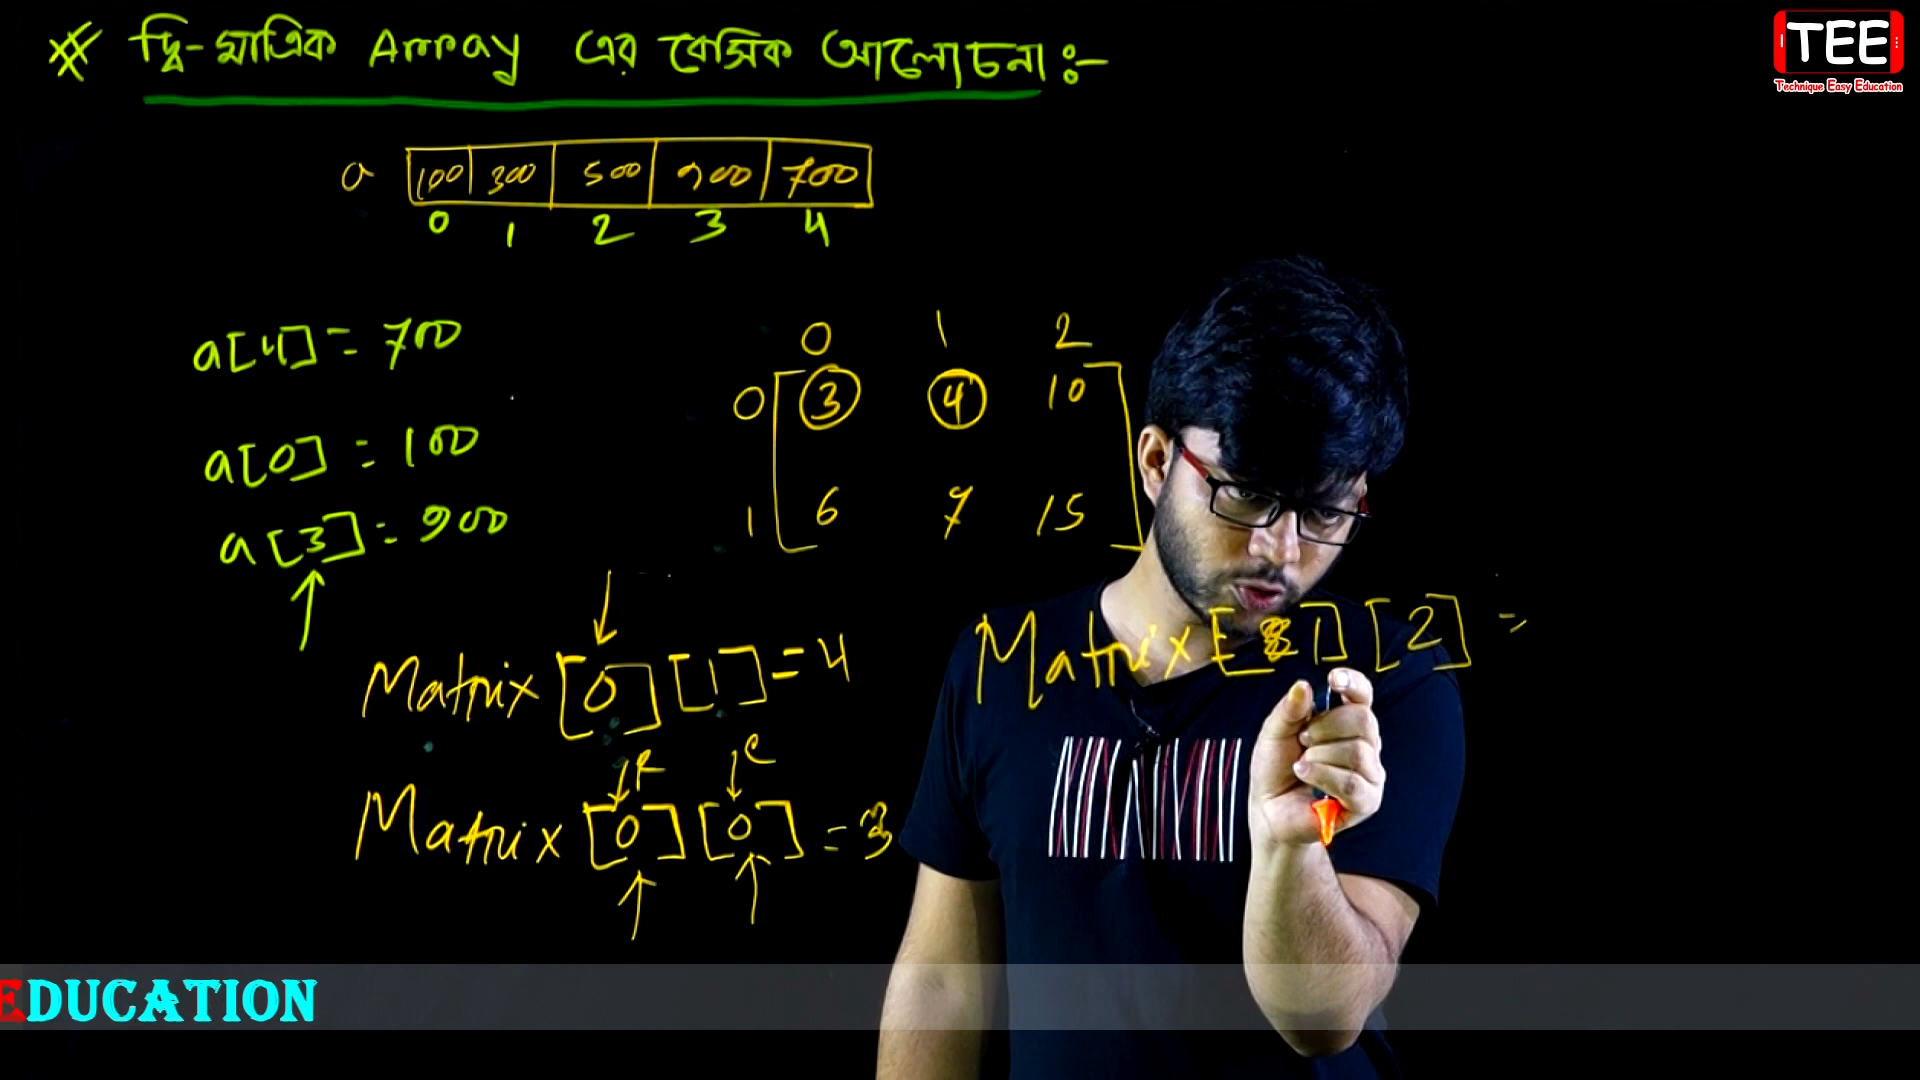 ※ দ্বি-মাত্রিক Array এর বেসিক আলোচনা :-
TEE
Technique Easy Education
a 100 300 500 900 700
0 1 2 3 4
a[4] = 700
a[0] = 100
a[3] = 900
0 1 2
0 3 4 10
1 6 7 15
Matrix [0] [1] = 4
Matrix [1] [2] =
R C
Matrix [0] [0] = 3
EDUCATION